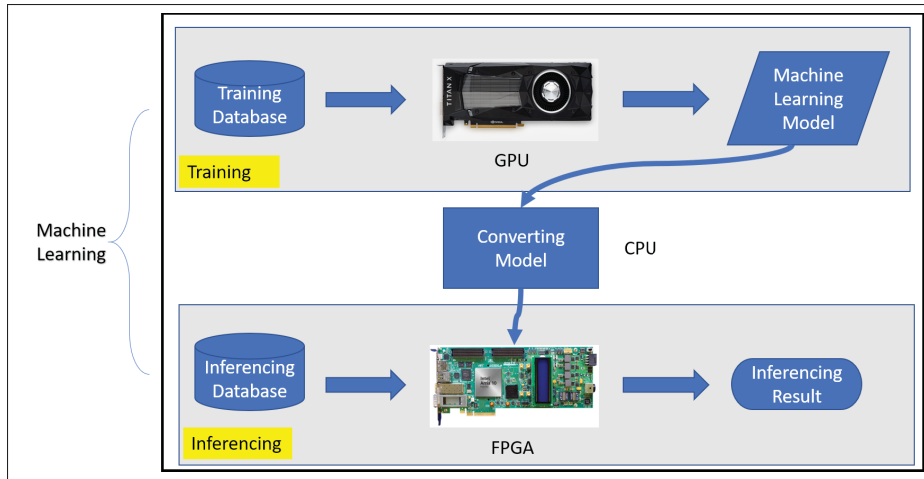 Training
Database
TITAN X
GPU
Machine
Learning
Model
Training
Machine
Learning
Converting
Model
CPU
Inferencing
Database
Inferencing
Result
Inferencing
FPGA